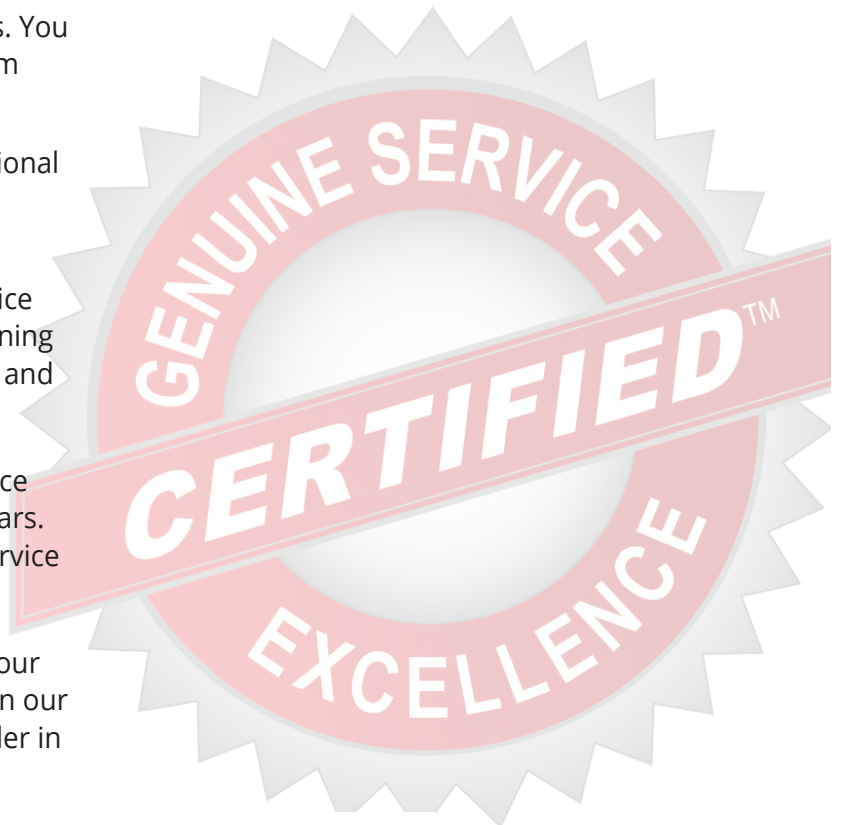 s. You
m
ional
ice
ning
and
ce
ars.
rvice
our
n our
ler in
GENUINE SERVICE
CERTIFIED™
EXCELLENCE